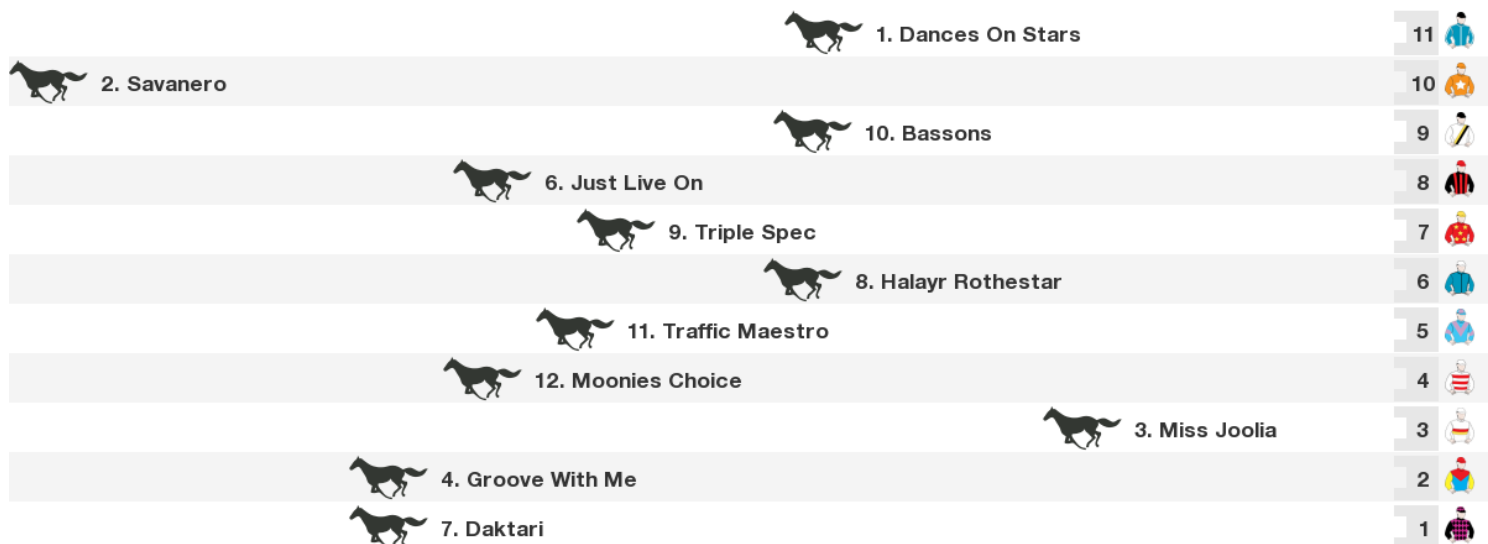 1. Dances On Stars 11
2. Savanero 10
10. Bassons 9
6. Just Live On 8
9. Triple Spec 7
8. Halayr Rothestar 6
11. Traffic Maestro 5
12. Moonies Choice 4
3. Miss Joolia 3
4. Groove With Me 2
7. Daktari 1